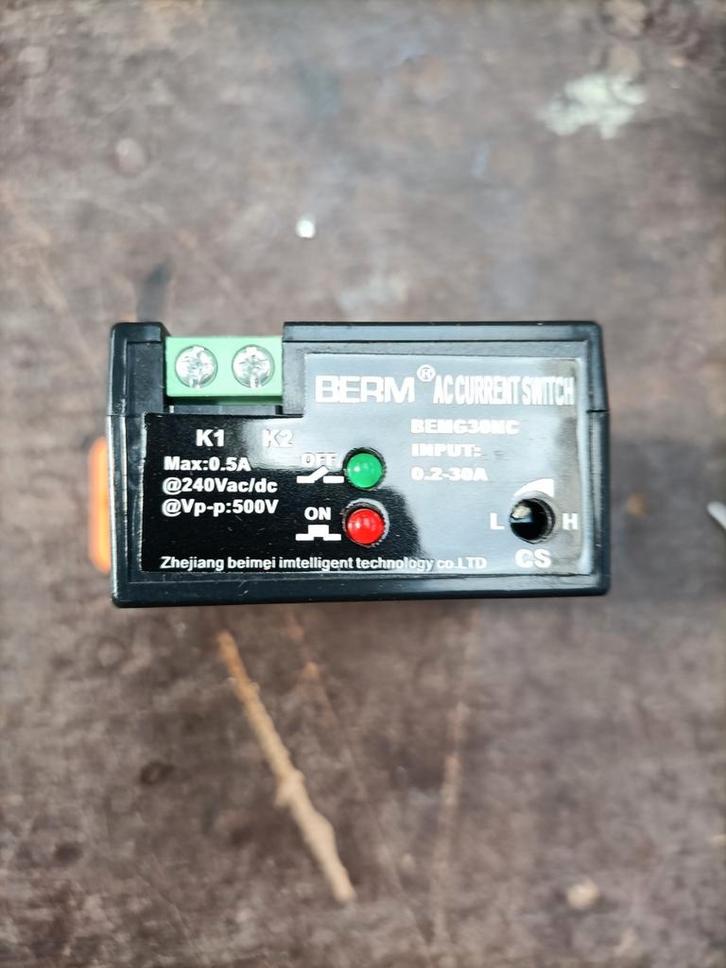 BERM® AC CURRENT SWITCH
K1 K2
BEMG30NC
Max:0.5A
OFF
INPUT:
@240Vac/dc
0.2-30A
@Vp-p:500V
ON
L H
CS
Zhejiang beimei imtelligent technology co.LTD